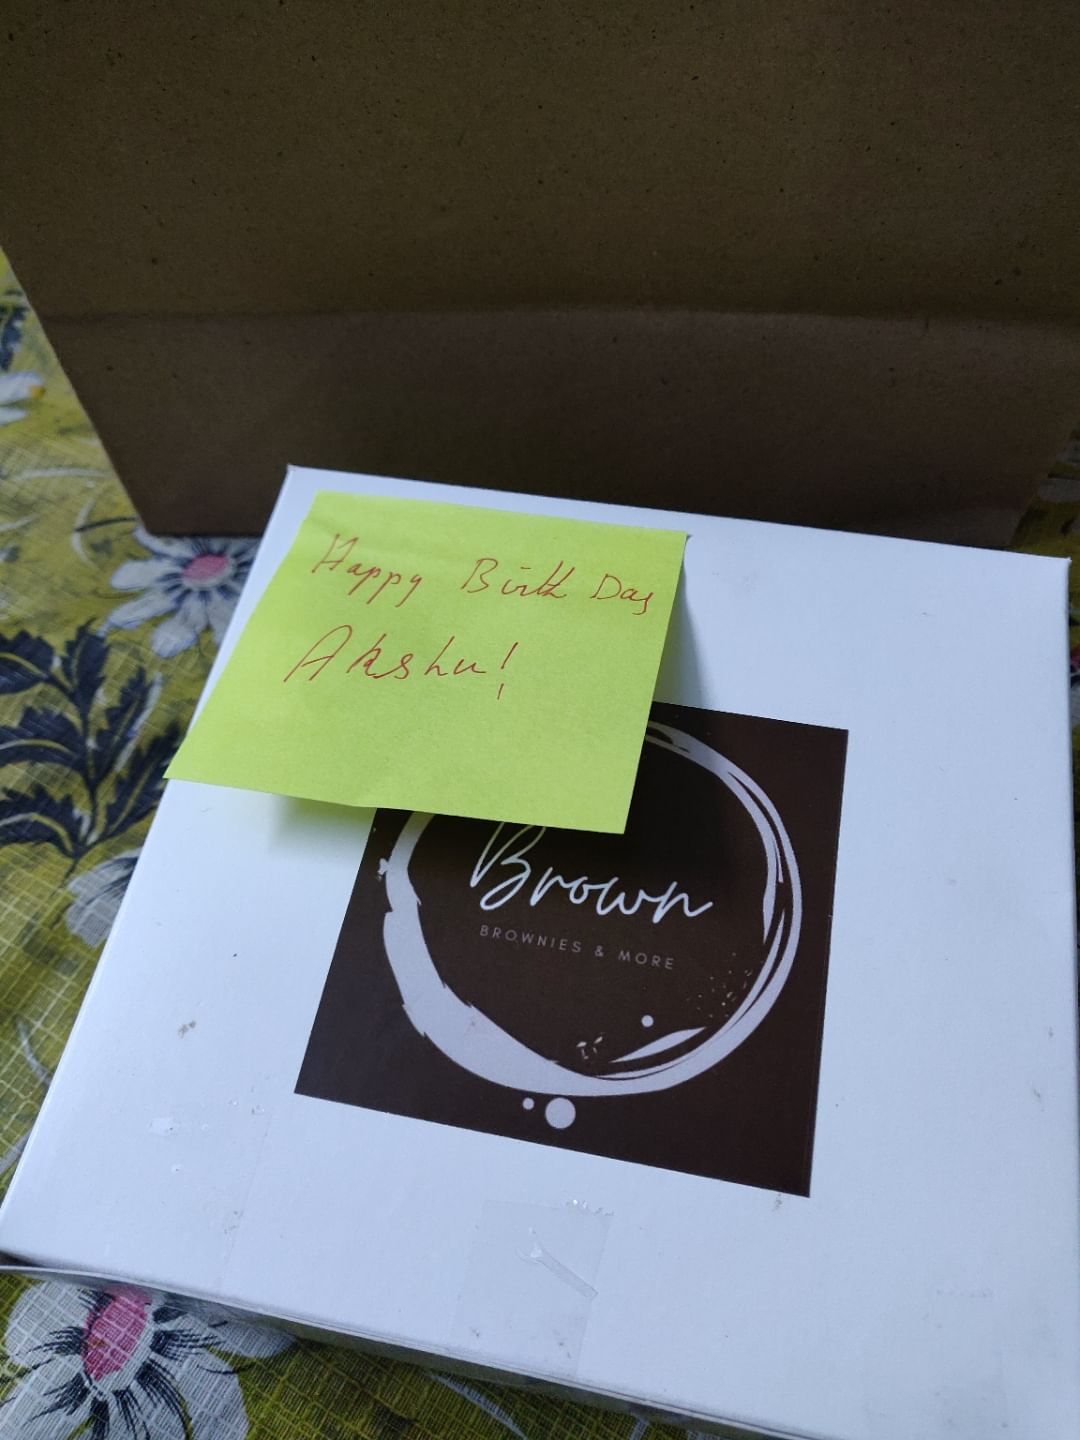 Happy Birth Day
Akshu!
Brown
BROWNIES & MORE